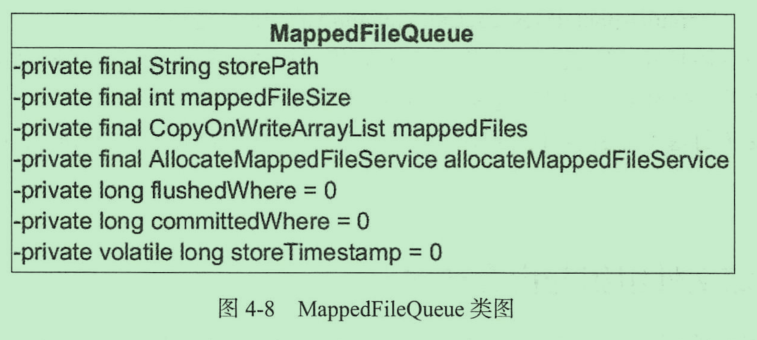 MappedFileQueue
-private final String storePath
-private final int mappedFileSize
-private final CopyOnWriteArrayList mappedFiles
-private final AllocateMappedFileService allocateMappedFileService
-private long flushedWhere = 0
-private long committedWhere = 0
-private volatile long storeTimestamp = 0
图 4-8 MappedFileQueue 类图